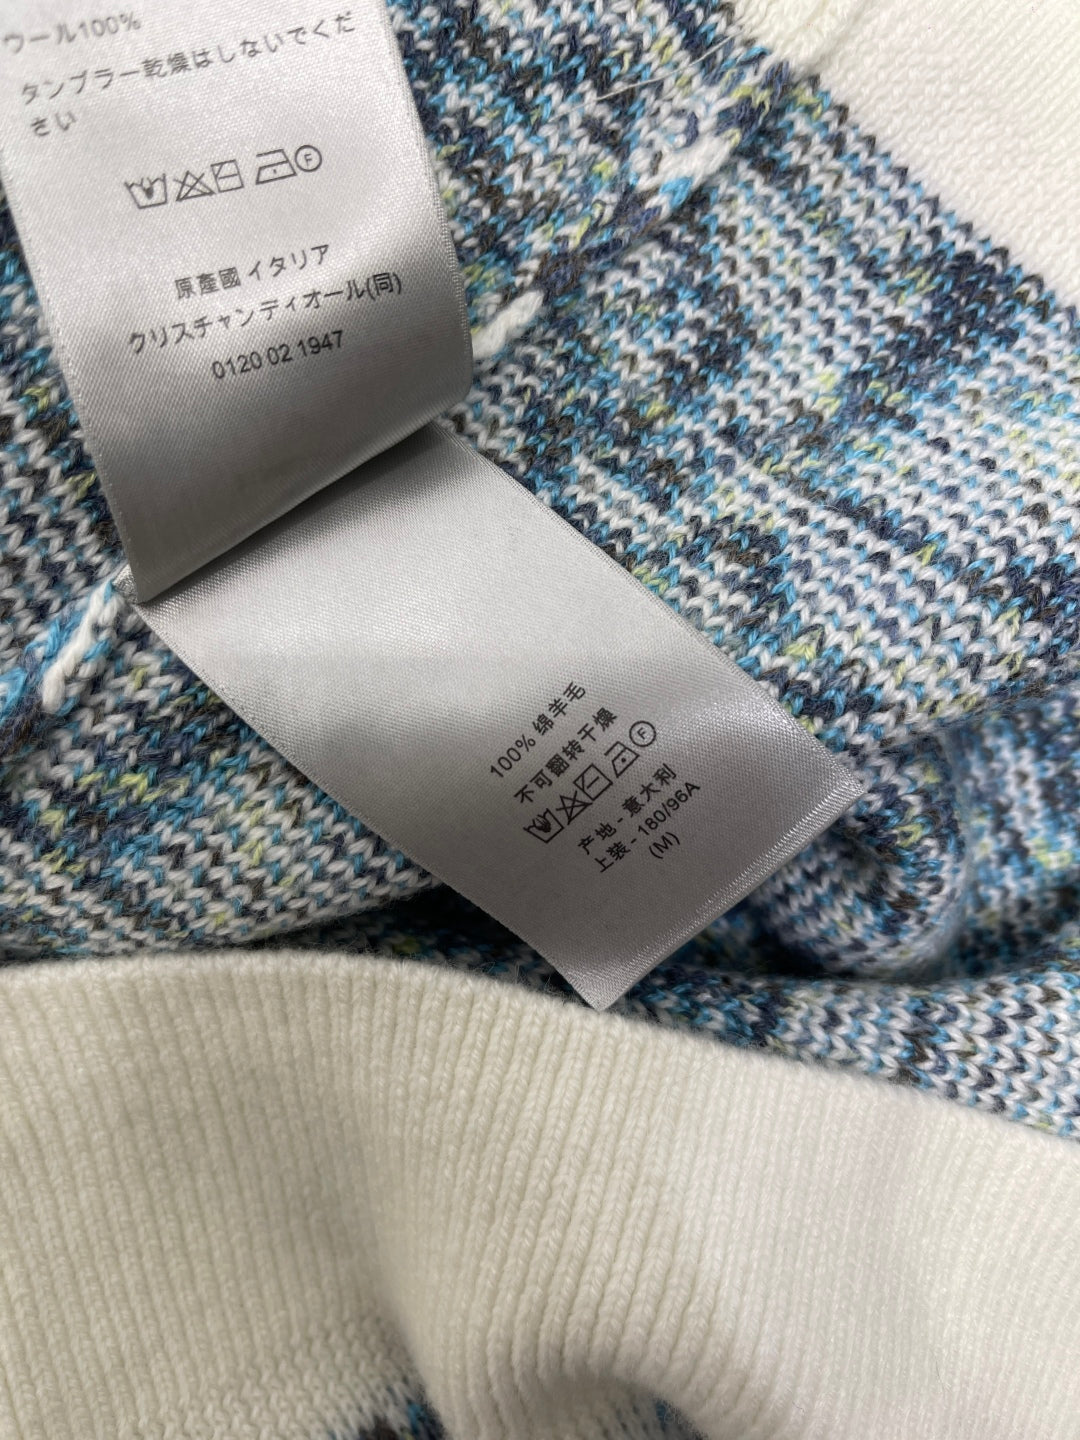 ウール100%
タンブラー乾燥はしないでくだ
さい
F
原產國 イタリア
クリスチャンディオール(同)
0120 02 1947
100% 绵羊毛
不可翻转干燥
F
产地 - 意大利
上装 - 180/96A
(M)